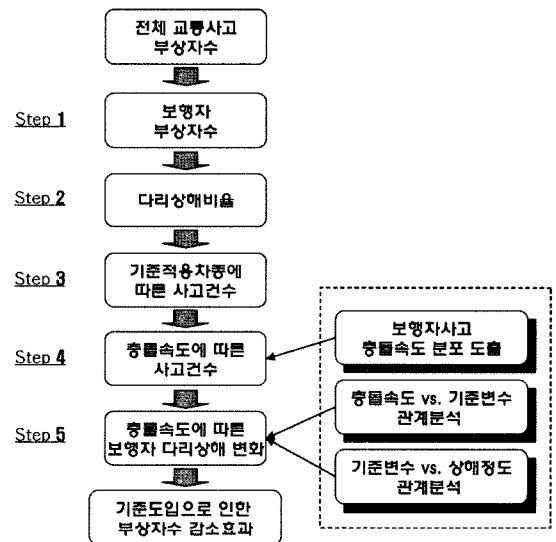 전체 교통사고
부상자수
Step 1
보행자
부상자수
Step 2
다리상해비율
Step 3
기준적용차종에
따른 사고건수
Step 4
충돌속도에 따른
사고건수
보행자사고
충돌속도 분포 도출
Step 5
충돌속도에 따른
보행자 다리상해 변화
충돌속도 vs. 기준변수
관계분석
기준변수 vs. 상해정도
관계분석
기준도입으로 인한
부상자수 감소효과